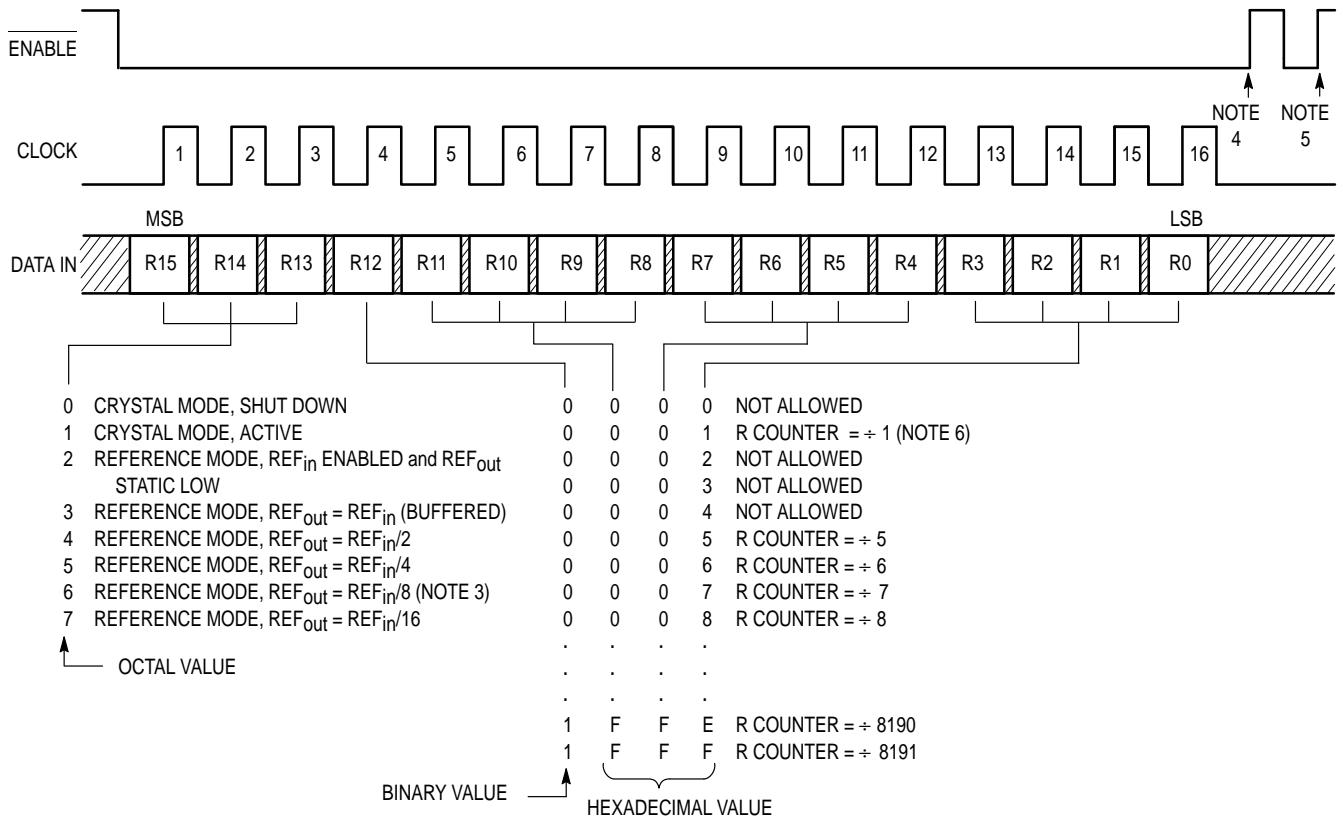 ENABLE
NOTE 4
NOTE 5
CLOCK
1 2 3 4 5 6 7 8 9 10 11 12 13 14 15 16
MSB LSB
DATA IN R15 R14 R13 R12 R11 R10 R9 R8 R7 R6 R5 R4 R3 R2 R1 R0
0 CRYSTAL MODE, SHUT DOWN
1 CRYSTAL MODE, ACTIVE
2 REFERENCE MODE, REFin ENABLED and REFout
STATIC LOW
3 REFERENCE MODE, REFout = REFin (BUFFERED)
4 REFERENCE MODE, REFout = REFin/2
5 REFERENCE MODE, REFout = REFin/4
6 REFERENCE MODE, REFout = REFin/8 (NOTE 3)
7 REFERENCE MODE, REFout = REFin/16
OCTAL VALUE
0 0 0 0 NOT ALLOWED
0 0 0 1 R COUNTER = ÷ 1 (NOTE 6)
0 0 0 2 NOT ALLOWED
0 0 0 3 NOT ALLOWED
0 0 0 4 NOT ALLOWED
0 0 0 5 R COUNTER = ÷ 5
0 0 0 6 R COUNTER = ÷ 6
0 0 0 7 R COUNTER = ÷ 7
0 0 0 8 R COUNTER = ÷ 8
. . . .
. . . .
. . . .
1 F F E R COUNTER = ÷ 8190
1 F F F R COUNTER = ÷ 8191
BINARY VALUE
HEXADECIMAL VALUE